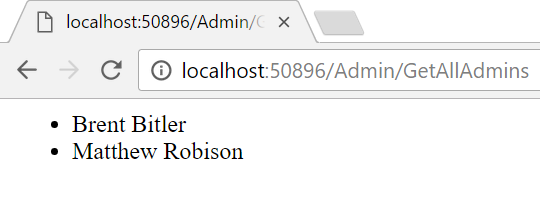 localhost:50896/Admin/G
localhost:50896/Admin/GetAllAdmins
Brent Bitler
Matthew Robison